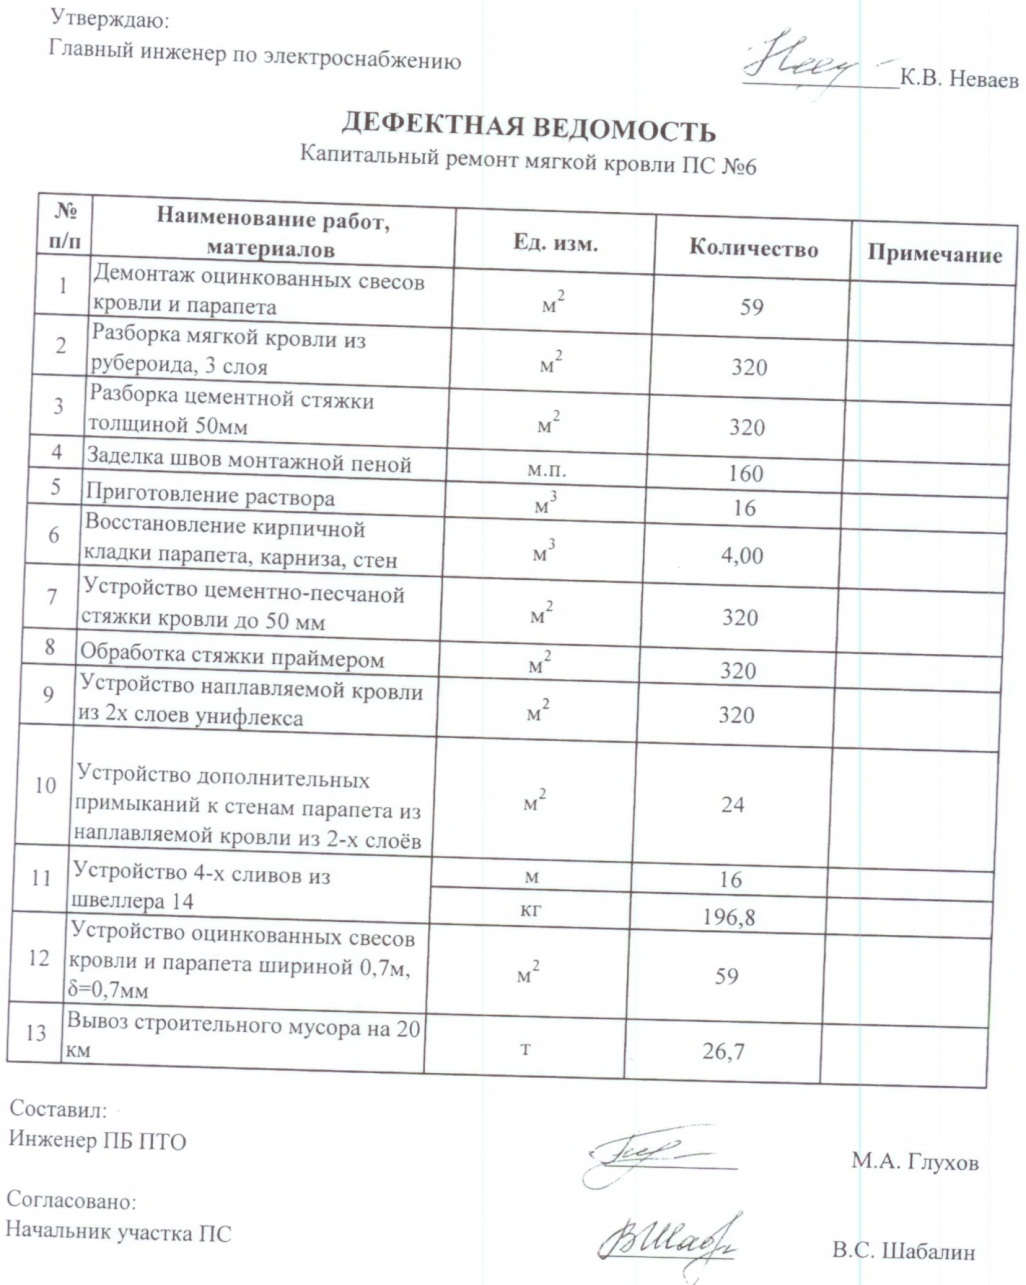 Утверждаю:
Главный инженер по электроснабжению
К.В. Неваев
ДЕФЕКТНАЯ ВЕДОМОСТЬ
Капитальный ремонт мягкой кровли ПС №6
№ п/п Наименование работ, материалов Ед. изм. Количество Примечание
1 Демонтаж оцинкованных свесов
кровли и парапета м² 59
2 Разборка мягкой кровли из
рубероида, 3 слоя м² 320
3 Разборка цементной стяжки
толщиной 50мм м² 320
4 Заделка швов монтажной пеной м.п. 160
5 Приготовление раствора м³ 16
6 Восстановление кирпичной
кладки парапета, карниза, стен м³ 4,00
7 Устройство цементно-песчаной
стяжки кровли до 50 мм м² 320
8 Обработка стяжки праймером м² 320
9 Устройство наплавляемой кровли
из 2х слоев унифлекса м² 320
10 Устройство дополнительных
примыканий к стенам парапета из
наплавляемой кровли из 2-х слоёв м² 24
11 Устройство 4-х сливов из
швеллера 14 м 16
кг 196,8
12 Устройство оцинкованных свесов
кровли и парапета шириной 0,7м,
δ=0,7мм м² 59
13 Вывоз строительного мусора на 20
км т 26,7
Составил:
Инженер ПБ ПТО
М.А. Глухов
Согласовано:
Начальник участка ПС
В.С. Шабалин